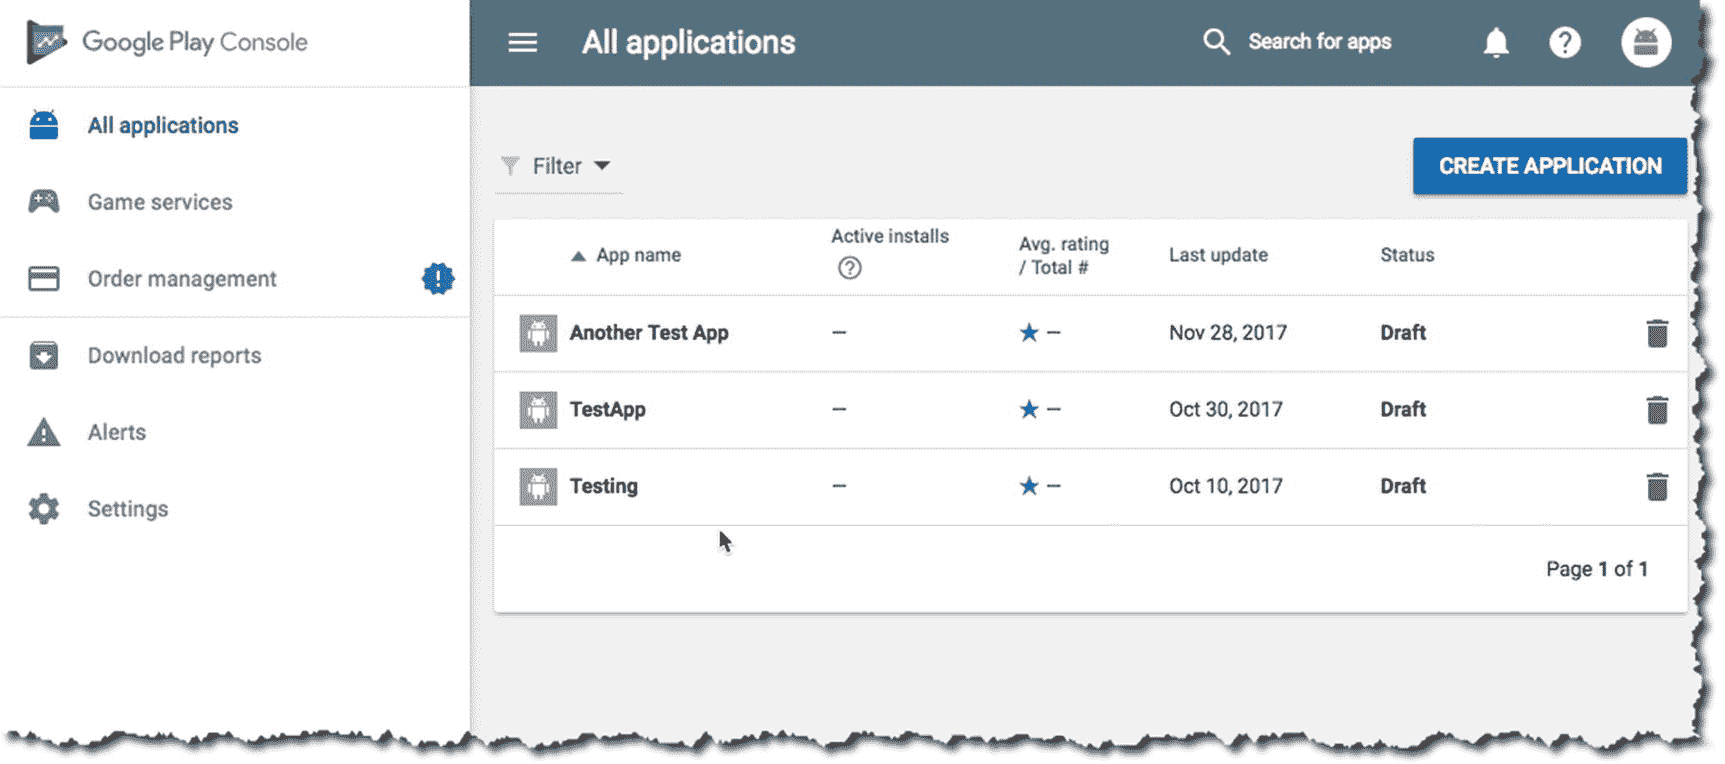 Google Play Console
All applications
Search for apps
All applications
Game services
Order management
Download reports
Alerts
Settings
Filter
CREATE APPLICATION
App name
Active installs
Avg. rating
/ Total #
Last update
Status
Another Test App – – Nov 28, 2017 Draft
TestApp – – Oct 30, 2017 Draft
Testing – – Oct 10, 2017 Draft
Page 1 of 1